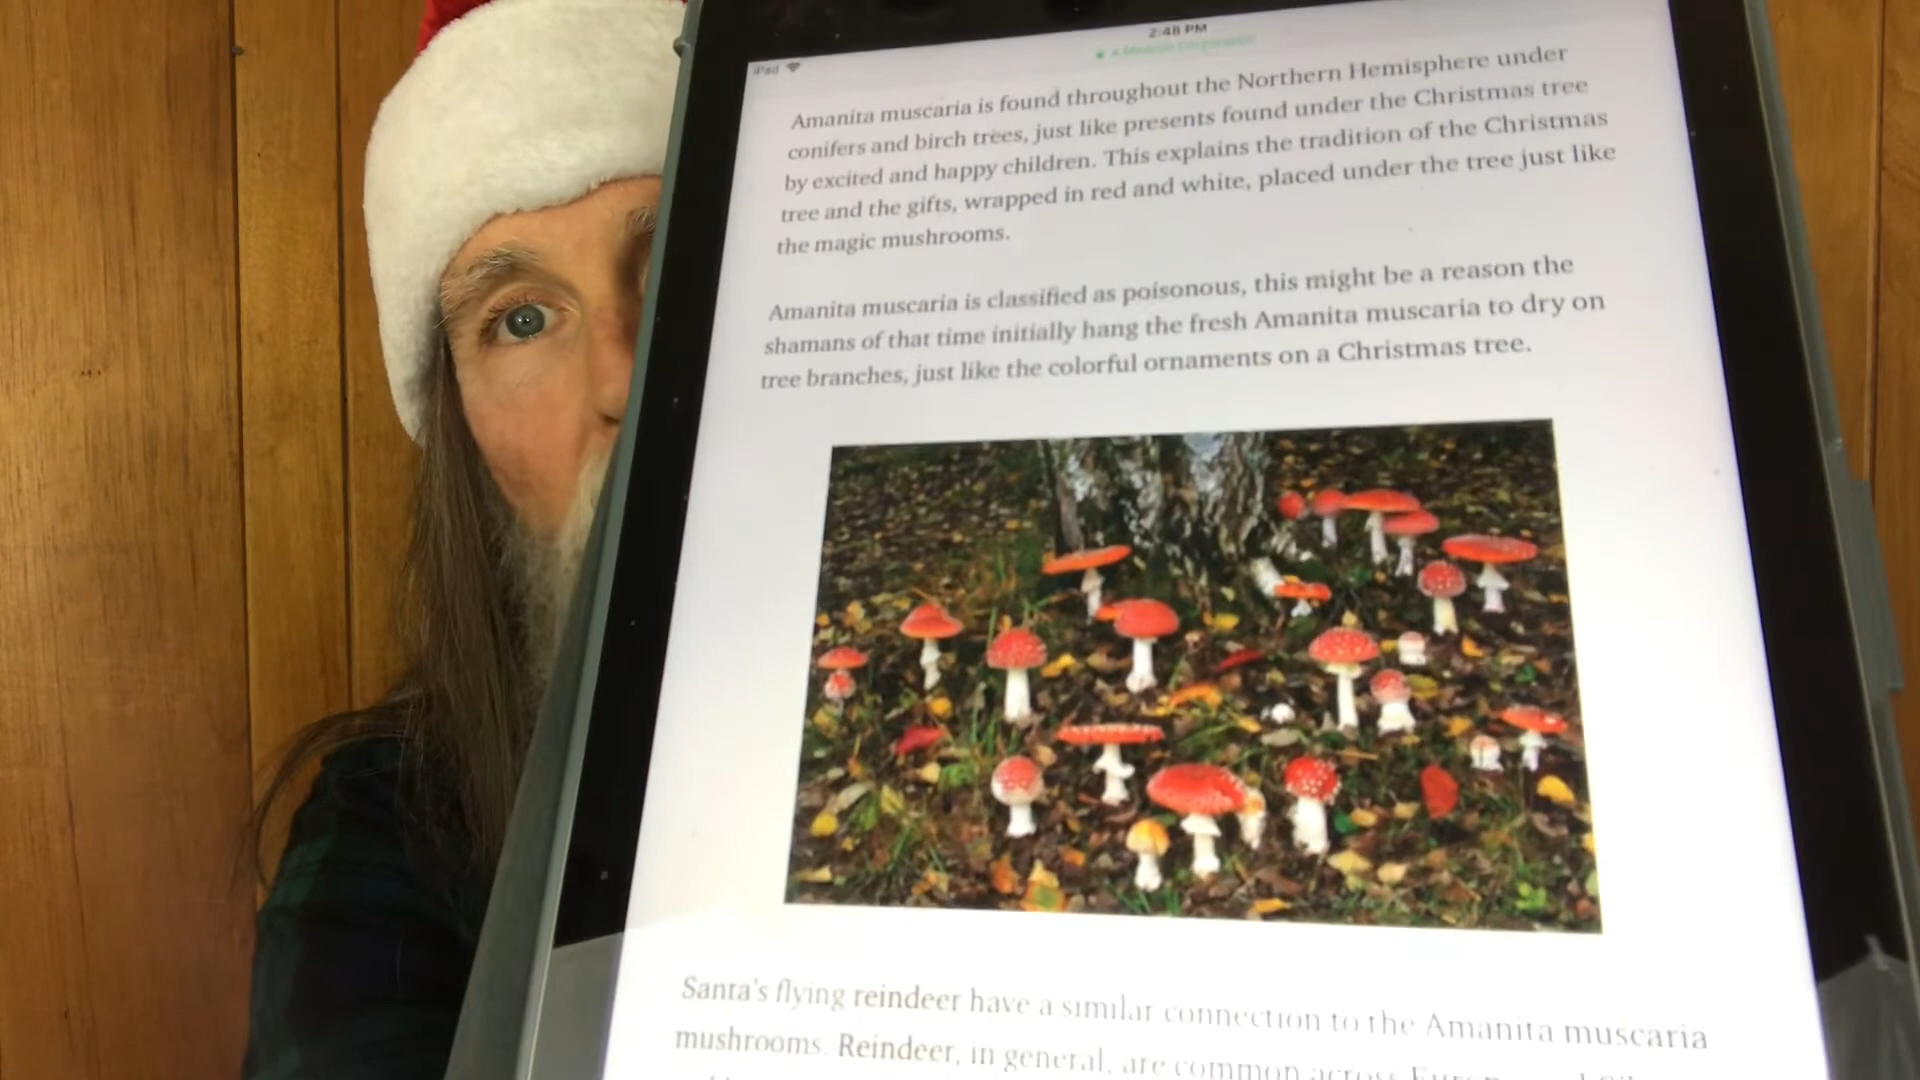 2:48 PM
iPad
Amanita muscaria is found throughout the Northern Hemisphere under
conifers and birch trees, just like presents found under the Christmas tree
by excited and happy children. This explains the tradition of the Christmas
tree and the gifts, wrapped in red and white, placed under the tree just like
the magic mushrooms.
Amanita muscaria is classified as poisonous, this might be a reason the
shamans of that time initially hang the fresh Amanita muscaria to dry on
tree branches, just like the colorful ornaments on a Christmas tree.
Santa's flying reindeer have a similar connection to the Amanita muscaria
mushrooms. Reindeer, in general, are common across